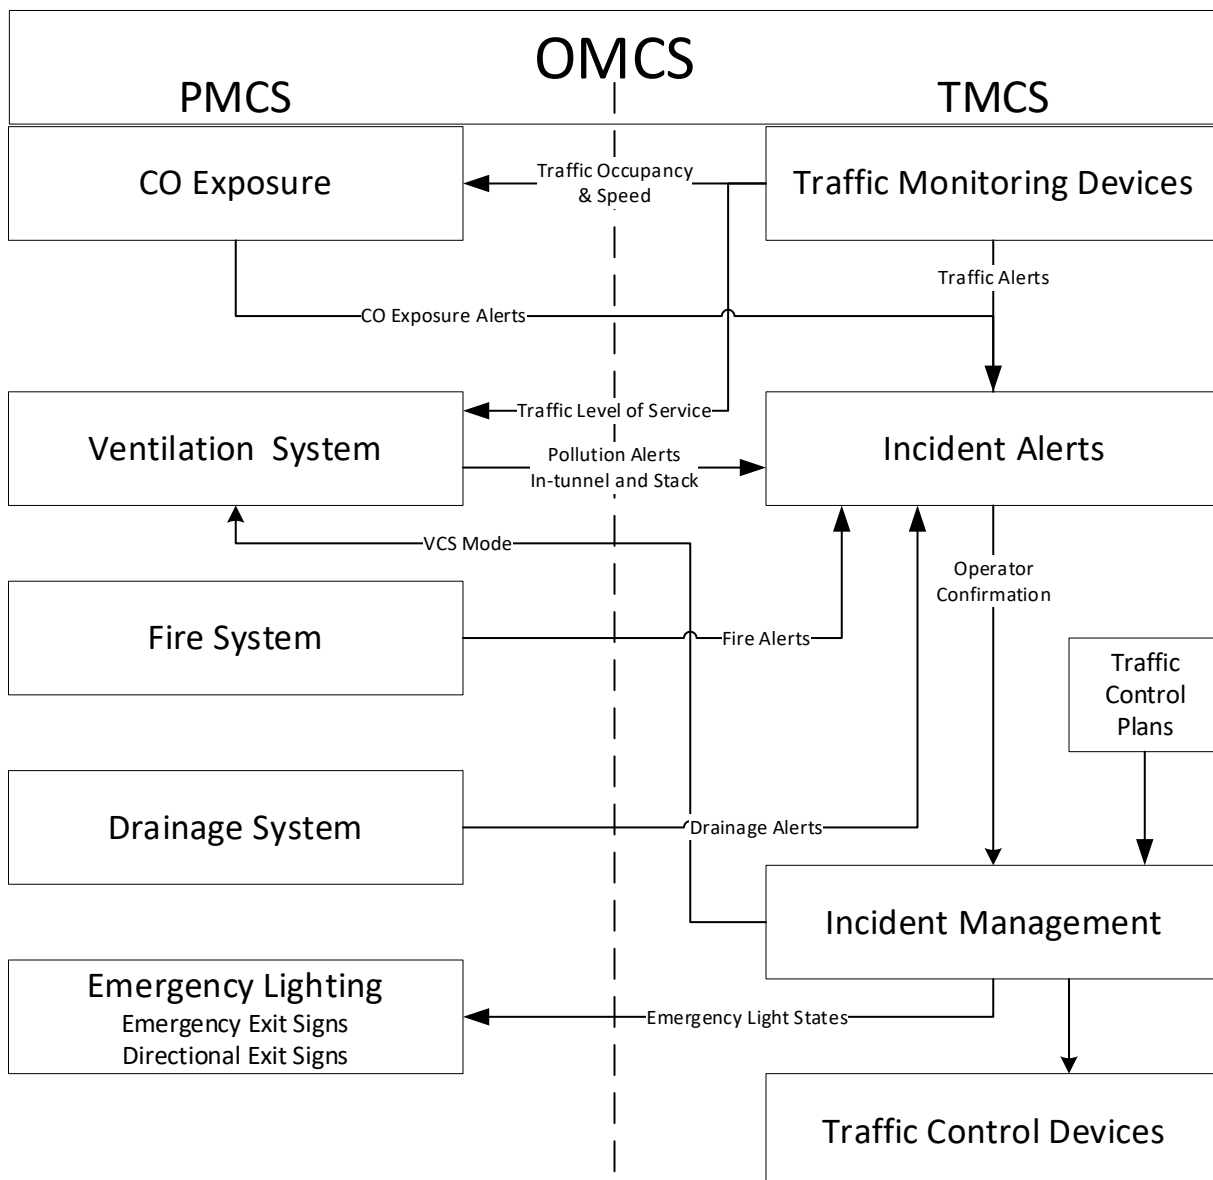 OMCS
PMCS
TMCS
CO Exposure
Traffic Occupancy
& Speed
Traffic Monitoring Devices
Traffic Alerts
CO Exposure Alerts
Traffic Level of Service
Ventilation System
Pollution Alerts
In-tunnel and Stack
Incident Alerts
VCS Mode
Operator
Confirmation
Fire System
Fire Alerts
Traffic
Control
Plans
Drainage System
Drainage Alerts
Incident Management
Emergency Lighting
Emergency Exit Signs
Directional Exit Signs
Emergency Light States
Traffic Control Devices